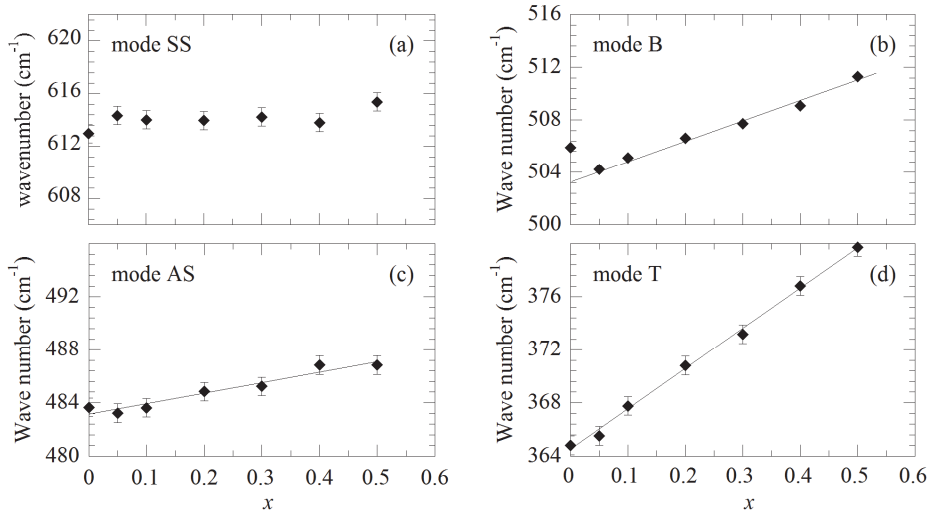 620
616
612
608
wavenumber (cm-1)
mode SS
(a)
516
512
508
504
500
Wave number (cm-1)
mode B
(b)
492
488
484
480
Wave number (cm-1)
mode AS
(c)
0 0.1 0.2 0.3 0.4 0.5 0.6
x
376
372
368
364
Wave number (cm-1)
mode T
(d)
0 0.1 0.2 0.3 0.4 0.5 0.6
x